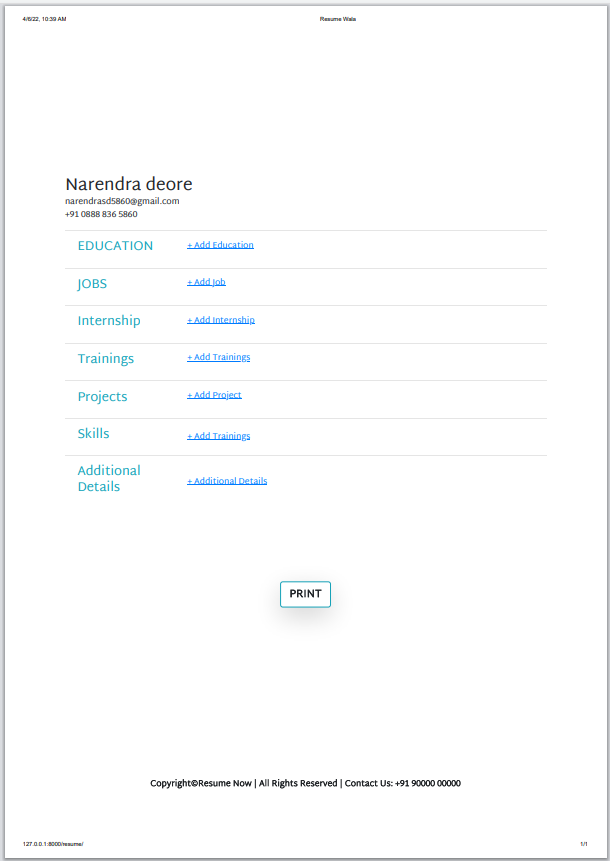 4/6/22, 10:39 AM
Resume Wala
Narendra deore
narendrasd5860@gmail.com
+91 0888 836 5860
EDUCATION
+ Add Education
JOBS
+ Add Job
Internship
+ Add Internship
Trainings
+ Add Trainings
Projects
+ Add Project
Skills
+ Add Trainings
Additional
Details
+ Additional Details
PRINT
Copyright©Resume Now | All Rights Reserved | Contact Us: +91 90000 00000
127.0.0.1:8000/resume/
1/1